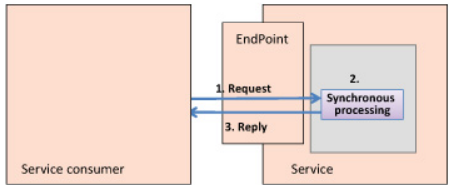 EndPoint
2.
1. Request
Synchronous
processing
3. Reply
Service consumer
Service